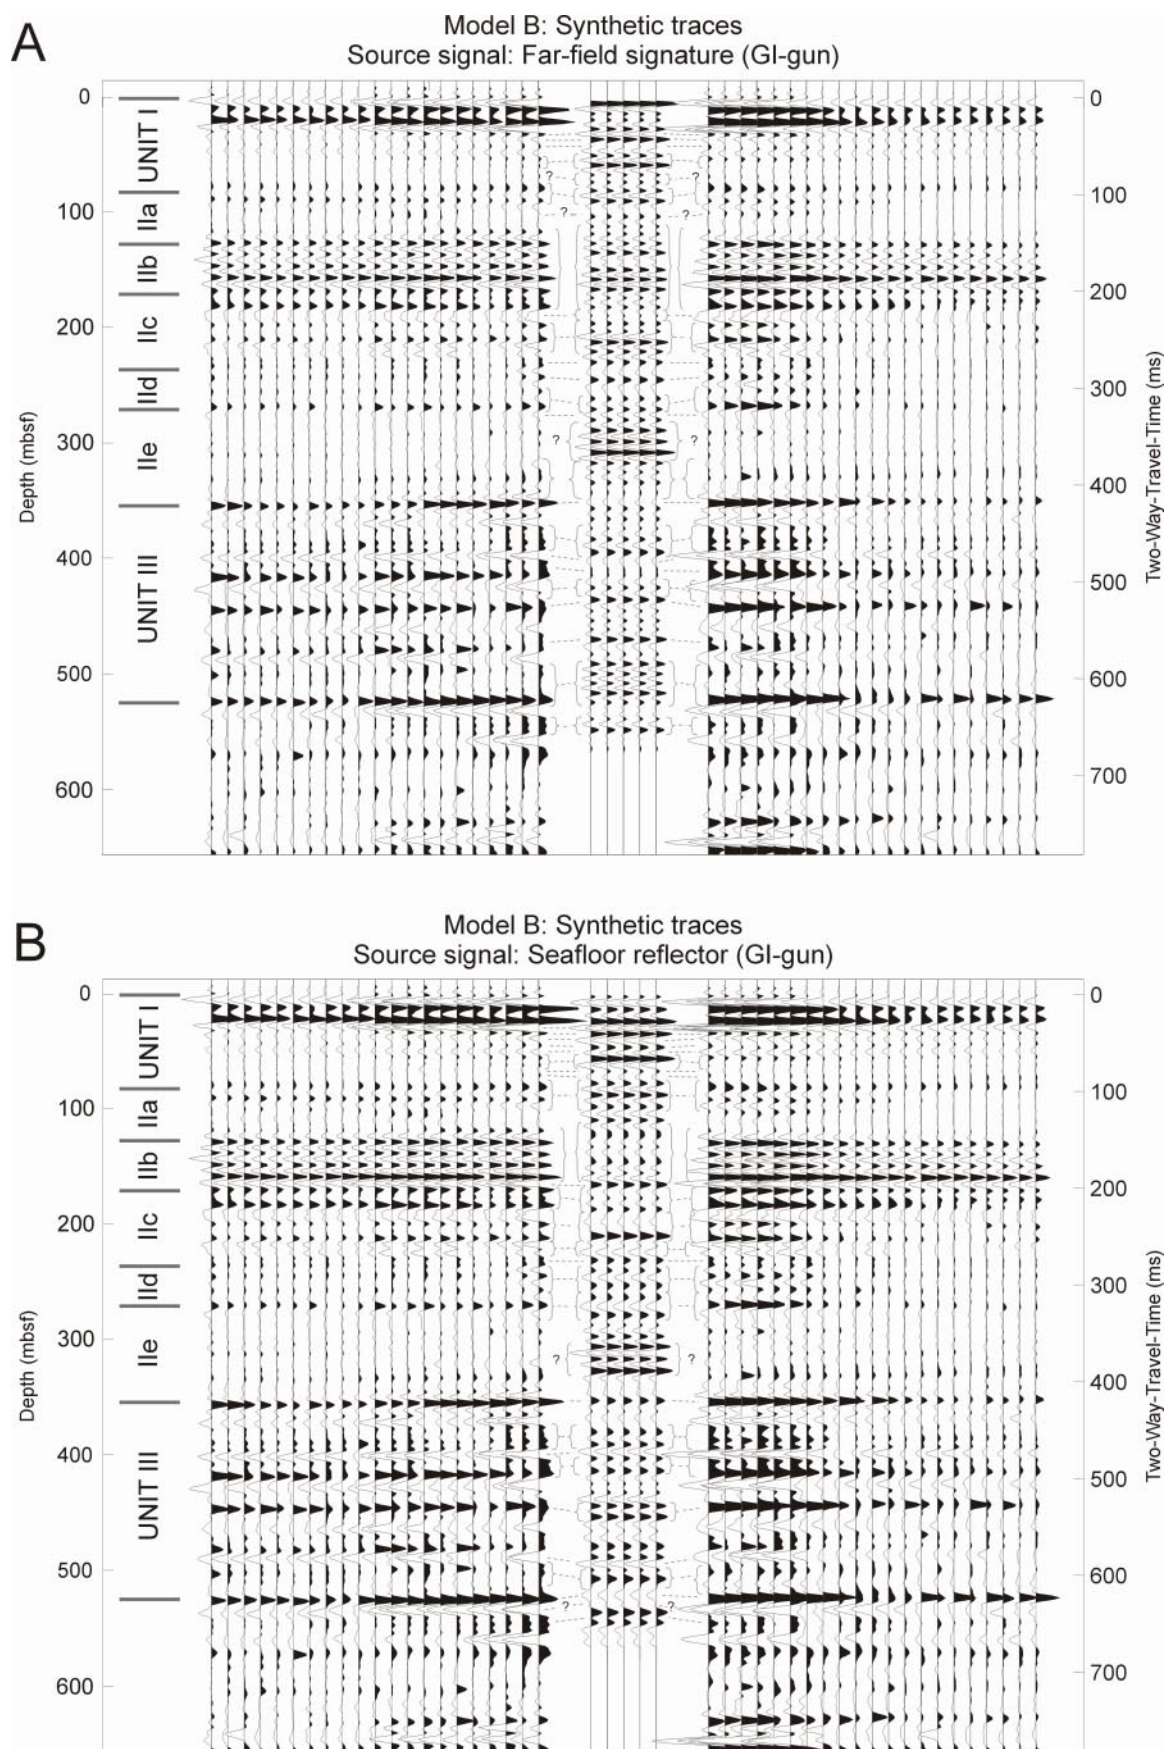 A
Model B: Synthetic traces
Source signal: Far-field signature (GI-gun)
0
100
200
300
400
500
600
Depth (mbsf)
UNIT I
IIa
IIb
IIc
IId
IIe
UNIT III
?
?
?
?
?
?
?
0
100
200
300
400
500
600
700
Two-Way-Travel-Time (ms)
B
Model B: Synthetic traces
Source signal: Seafloor reflector (GI-gun)
0
100
200
300
400
500
600
Depth (mbsf)
UNIT I
IIa
IIb
IIc
IId
IIe
UNIT III
?
?
?
?
0
100
200
300
400
500
600
700
Two-Way-Travel-Time (ms)